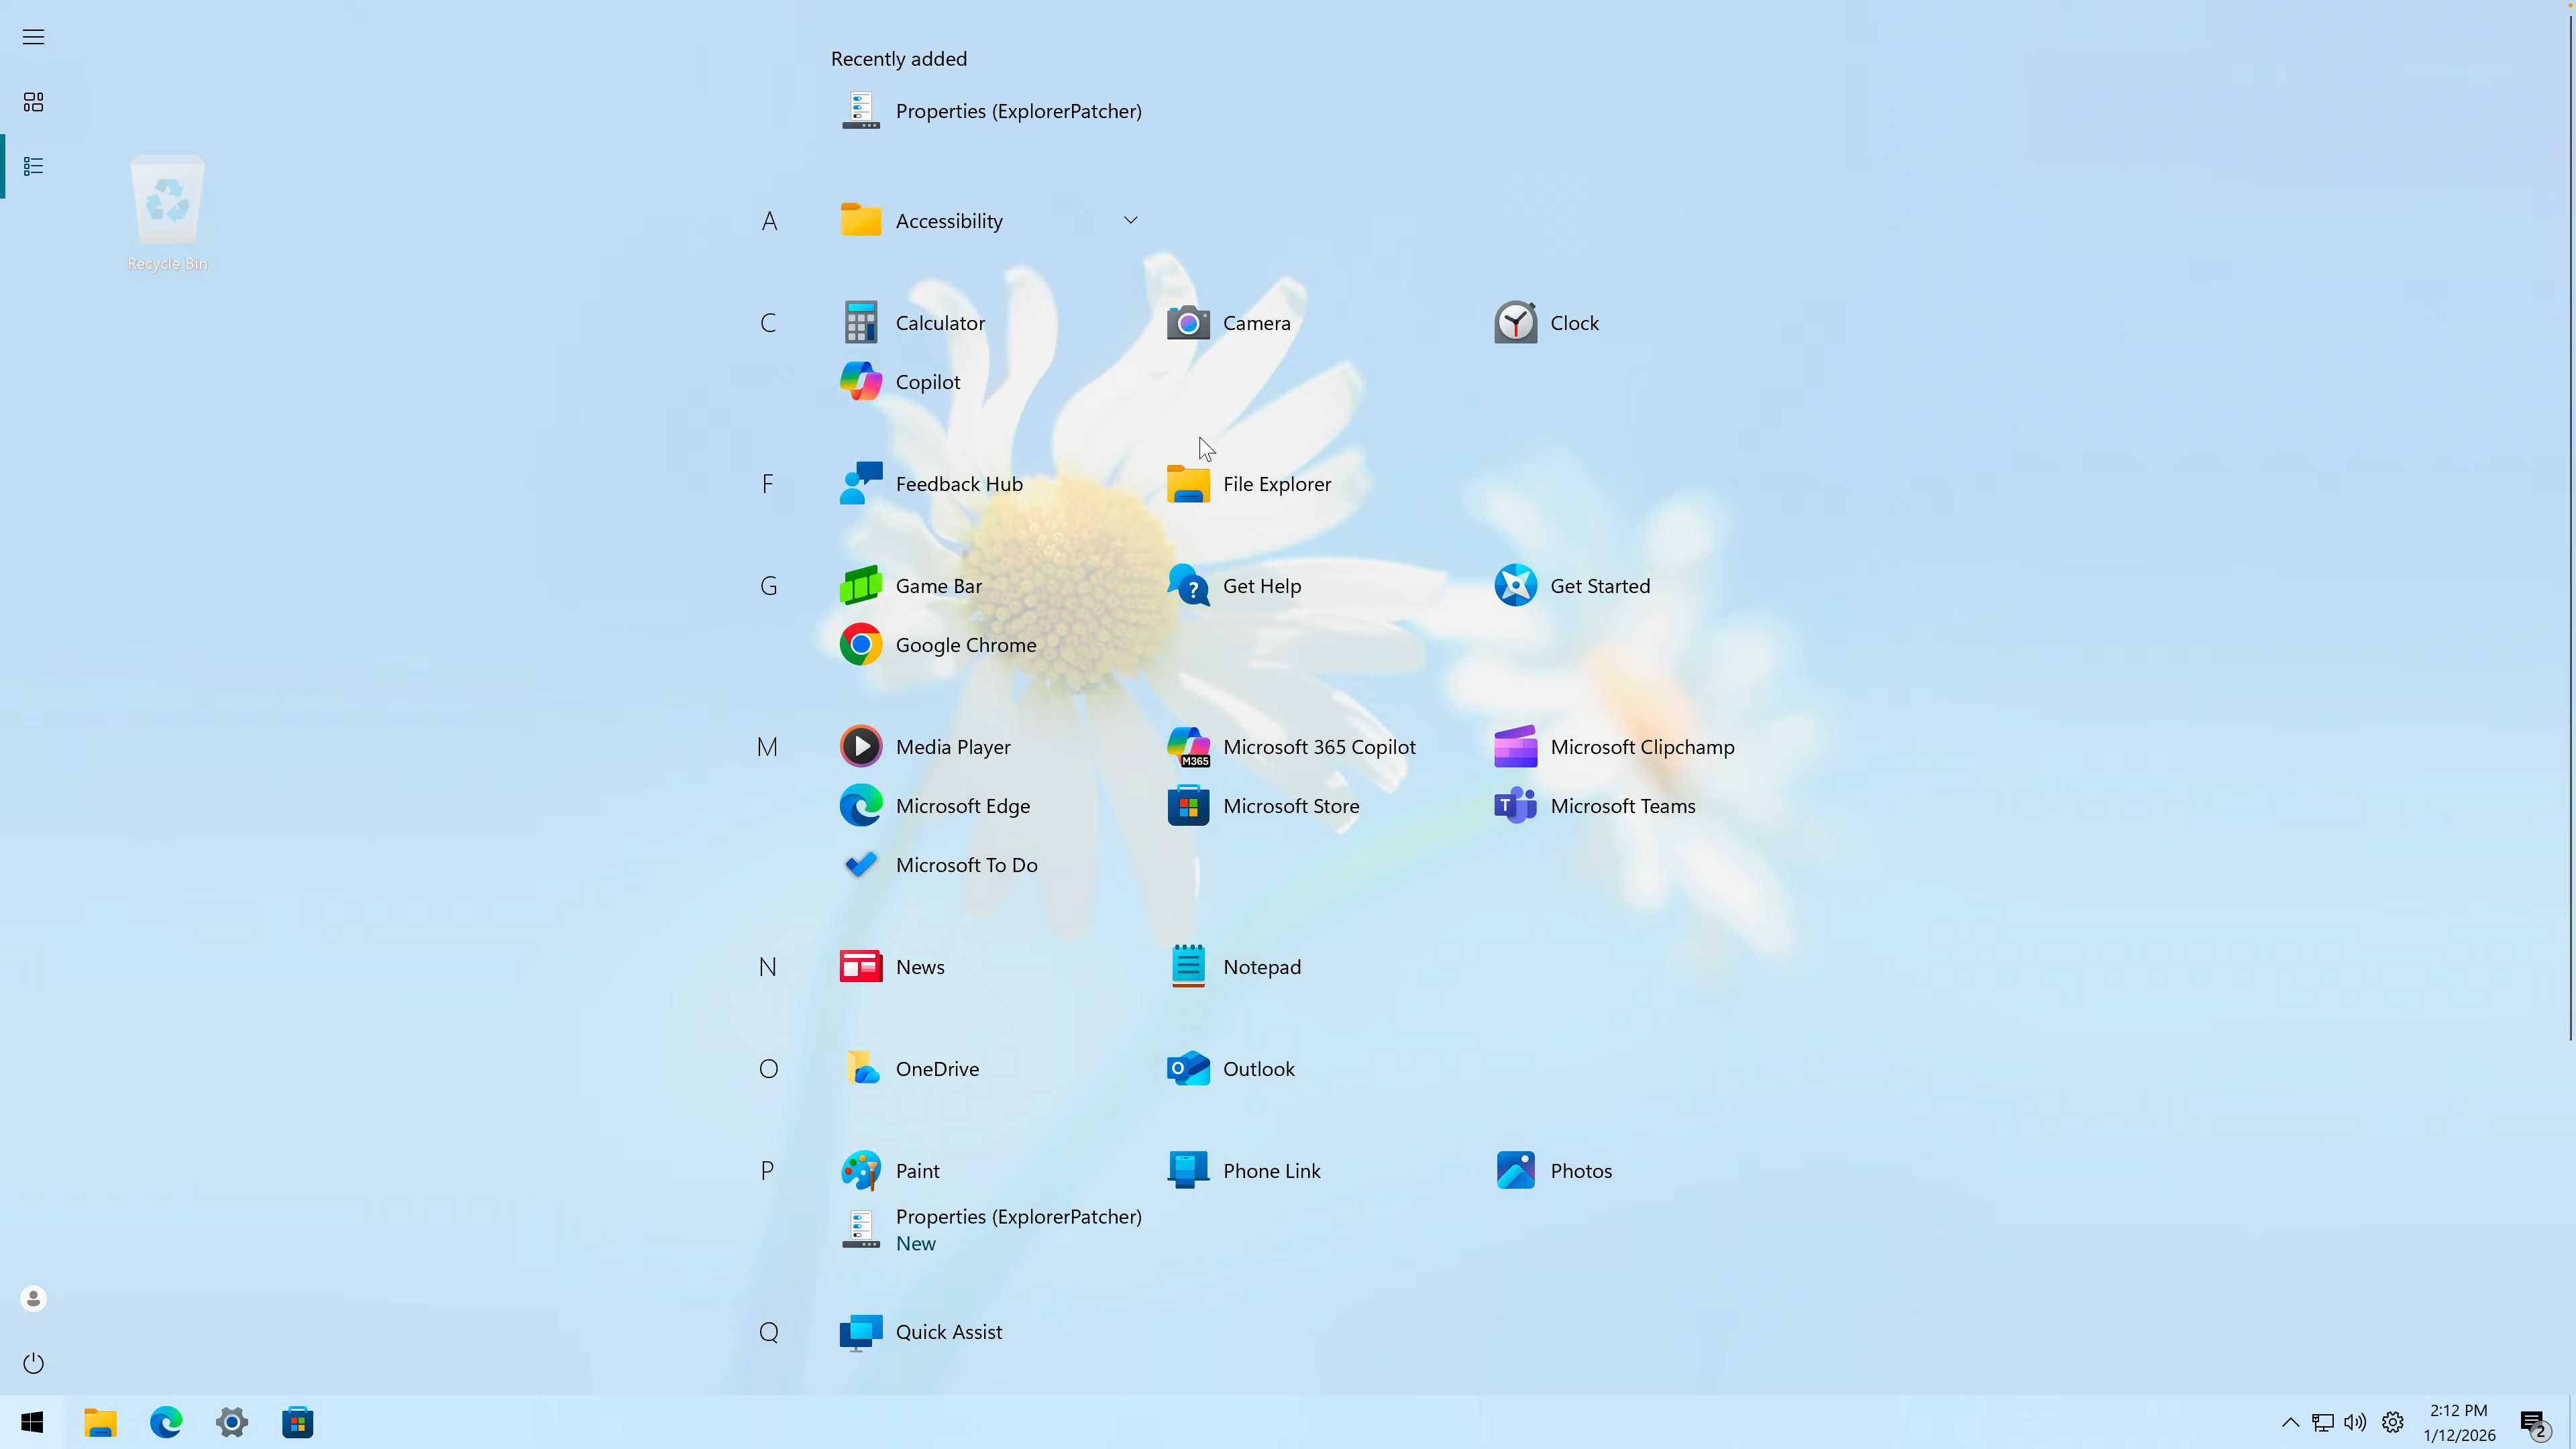 Recently added
Properties (ExplorerPatcher)
Recycle Bin
A
Accessibility
C
Calculator
Camera
Clock
Copilot
F
Feedback Hub
File Explorer
G
Game Bar
Get Help
Get Started
Google Chrome
M
Media Player
Microsoft 365 Copilot
M365
Microsoft Clipchamp
Microsoft Edge
Microsoft Store
T
Microsoft Teams
Microsoft To Do
N
News
Notepad
O
OneDrive
O
Outlook
P
Paint
Phone Link
Photos
Properties (ExplorerPatcher)
New
Q
Quick Assist
2:12 PM
1/12/2026
2